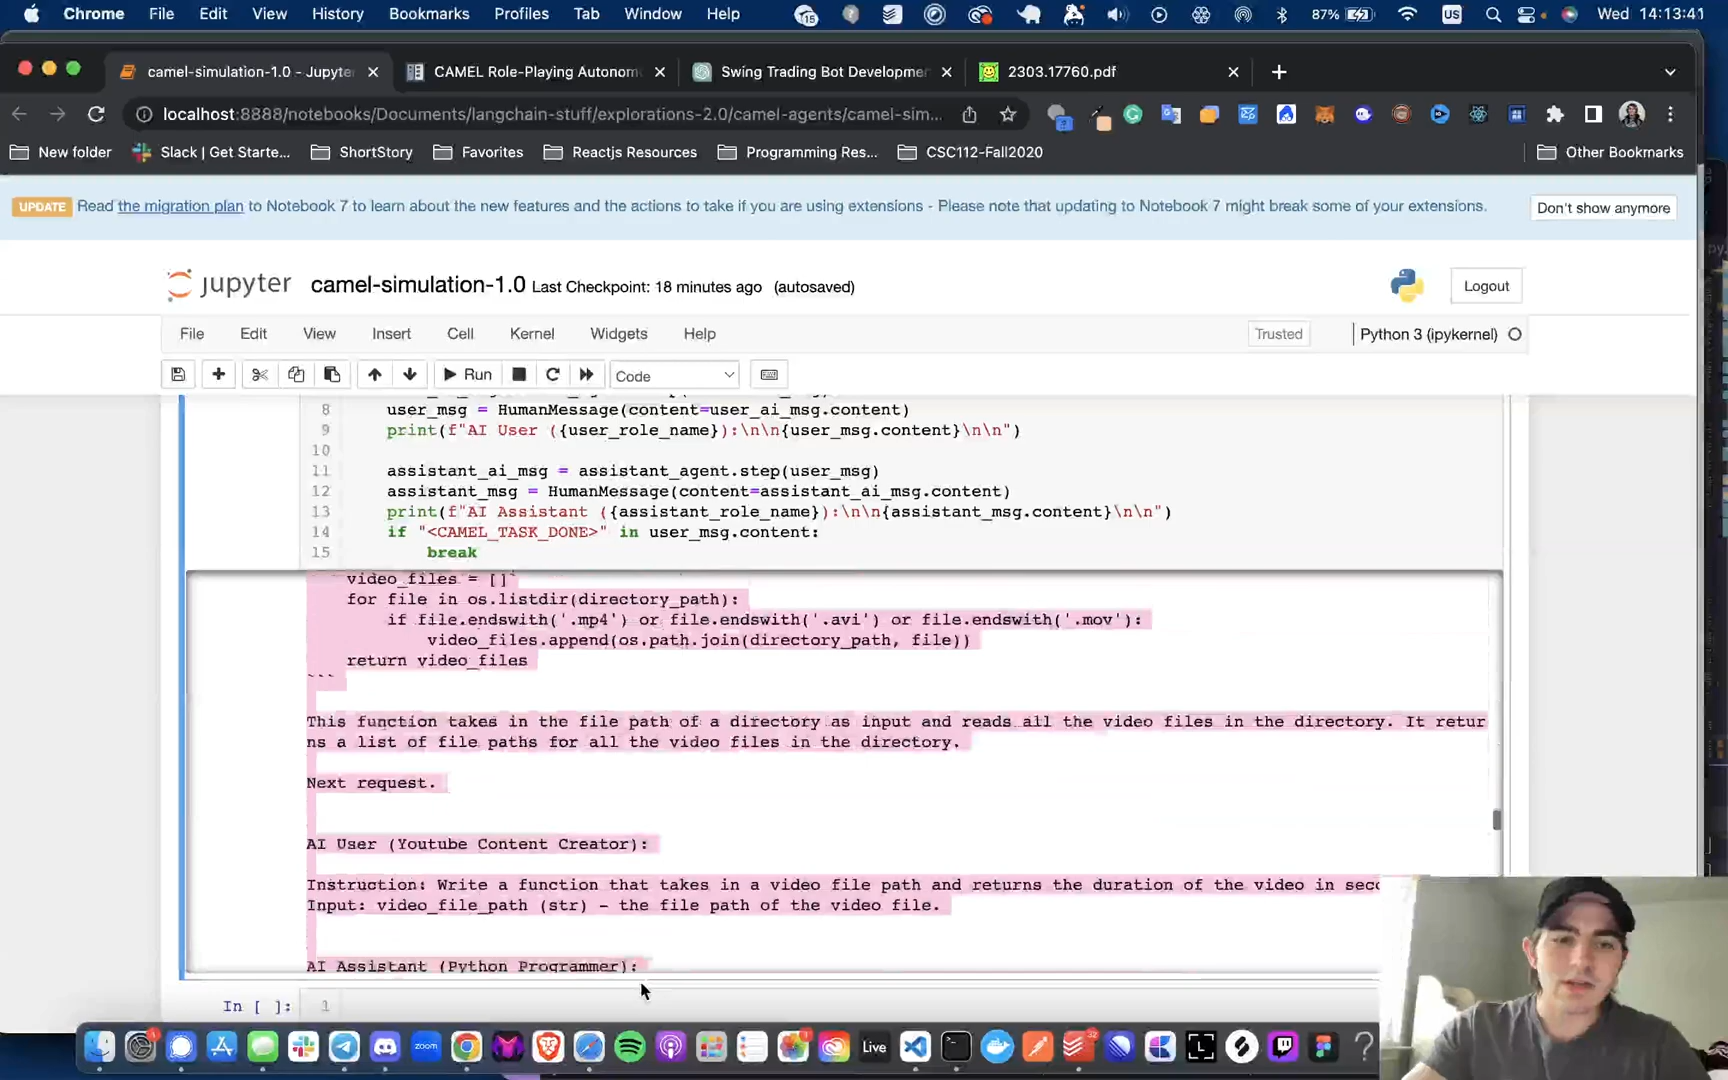 Chrome File Edit View History Bookmarks Profiles Tab Window Help 15 87% US Wed 14:13:41
camel-simulation-1.0 - Jupyter CAMEL Role-Playing Autonom Swing Trading Bot Developmen 2303.17760.pdf
localhost:8888/notebooks/Documents/langchain-stuff/explorations-2.0/camel-agents/camel-sim...
New folder Slack | Get Starte... ShortStory Favorites Reactjs Resources Programming Res... CSC112-Fall2020 Other Bookmarks
UPDATE Read the migration plan to Notebook 7 to learn about the new features and the actions to take if you are using extensions - Please note that updating to Notebook 7 might break some of your extensions. Don't show anymore
jupyter camel-simulation-1.0 Last Checkpoint: 18 minutes ago (autosaved) Logout
File Edit View Insert Cell Kernel Widgets Help Trusted Python 3 (ipykernel)
Run Code
8 user_msg = HumanMessage(content=user_ai_msg.content)
9 print(f"AI User ({user_role_name}):\n\n{user_msg.content}\n\n")
10
11 assistant_ai_msg = assistant_agent.step(user_msg)
12 assistant_msg = HumanMessage(content=assistant_ai_msg.content)
13 print(f"AI Assistant ({assistant_role_name}):\n\n{assistant_msg.content}\n\n")
14 if "<CAMEL_TASK_DONE>" in user_msg.content:
15 break
video_files = []
for file in os.listdir(directory_path):
if file.endswith('.mp4') or file.endswith('.avi') or file.endswith('.mov'):
video_files.append(os.path.join(directory_path, file))
return video_files
```
This function takes in the file path of a directory as input and reads all the video files in the directory. It retur
ns a list of file paths for all the video files in the directory.
Next request.
AI User (Youtube Content Creator):
Instruction: Write a function that takes in a video file path and returns the duration of the video in seco
Input: video_file_path (str) - the file path of the video file.
AI Assistant (Python Programmer):
In [ ]: 1
zoom Live